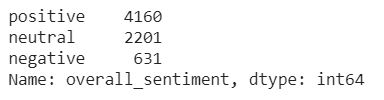 positive    4160
neutral     2201
negative     631
Name: overall_sentiment, dtype: int64